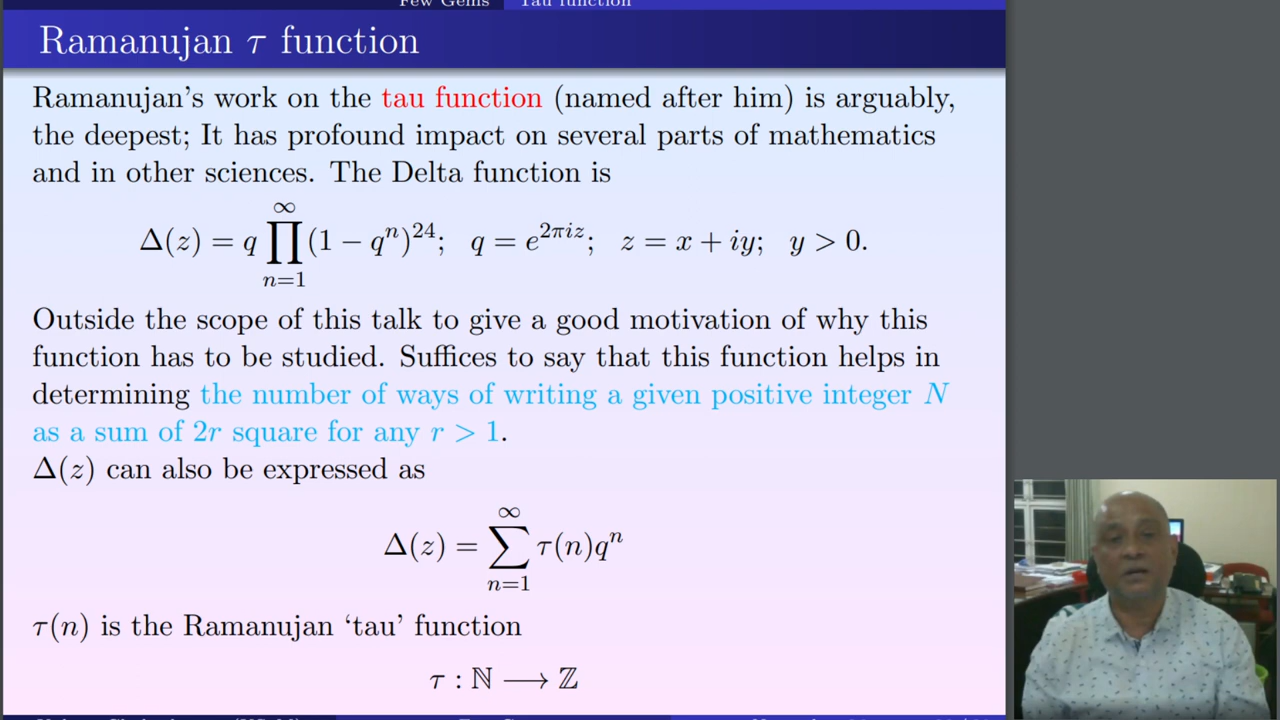 Few Gems Tau function
Ramanujan τ function
Ramanujan's work on the tau function (named after him) is arguably,
the deepest; It has profound impact on several parts of mathematics
and in other sciences. The Delta function is
Δ(z) = q ∏_{n=1}^{∞} (1 − q^n)^{24}; q = e^{2πiz}; z = x + iy; y > 0.
Outside the scope of this talk to give a good motivation of why this
function has to be studied. Suffices to say that this function helps in
determining the number of ways of writing a given positive integer N
as a sum of 2r square for any r > 1.
Δ(z) can also be expressed as
Δ(z) = ∑_{n=1}^{∞} τ(n)q^n
τ(n) is the Ramanujan ‘tau’ function
τ : ℕ ⟶ ℤ